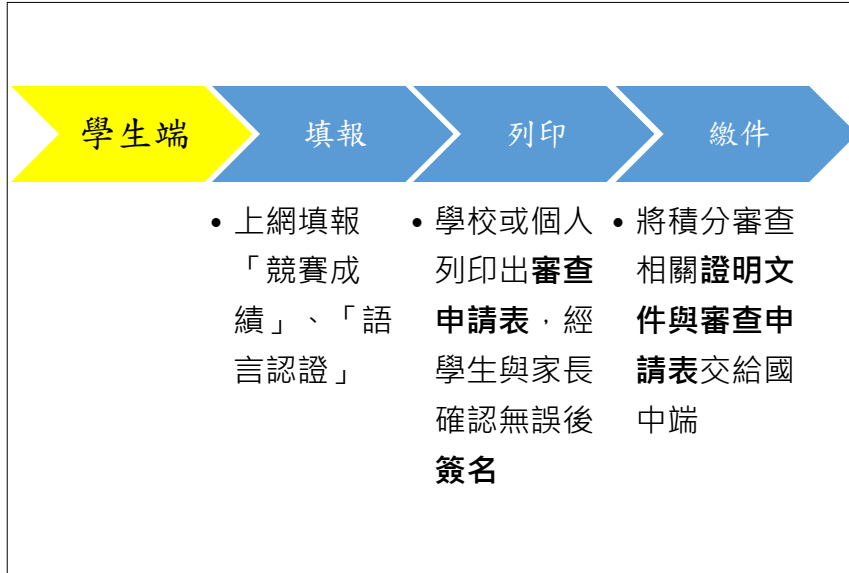 學生端
填報
列印
繳件
• 上網填報
「競賽成
績」、「語
言認證」
• 學校或個人
列印出審查
申請表，經
學生與家長
確認無誤後
簽名
• 將積分審查
相關證明文
件與審查申
請表交給國
中端